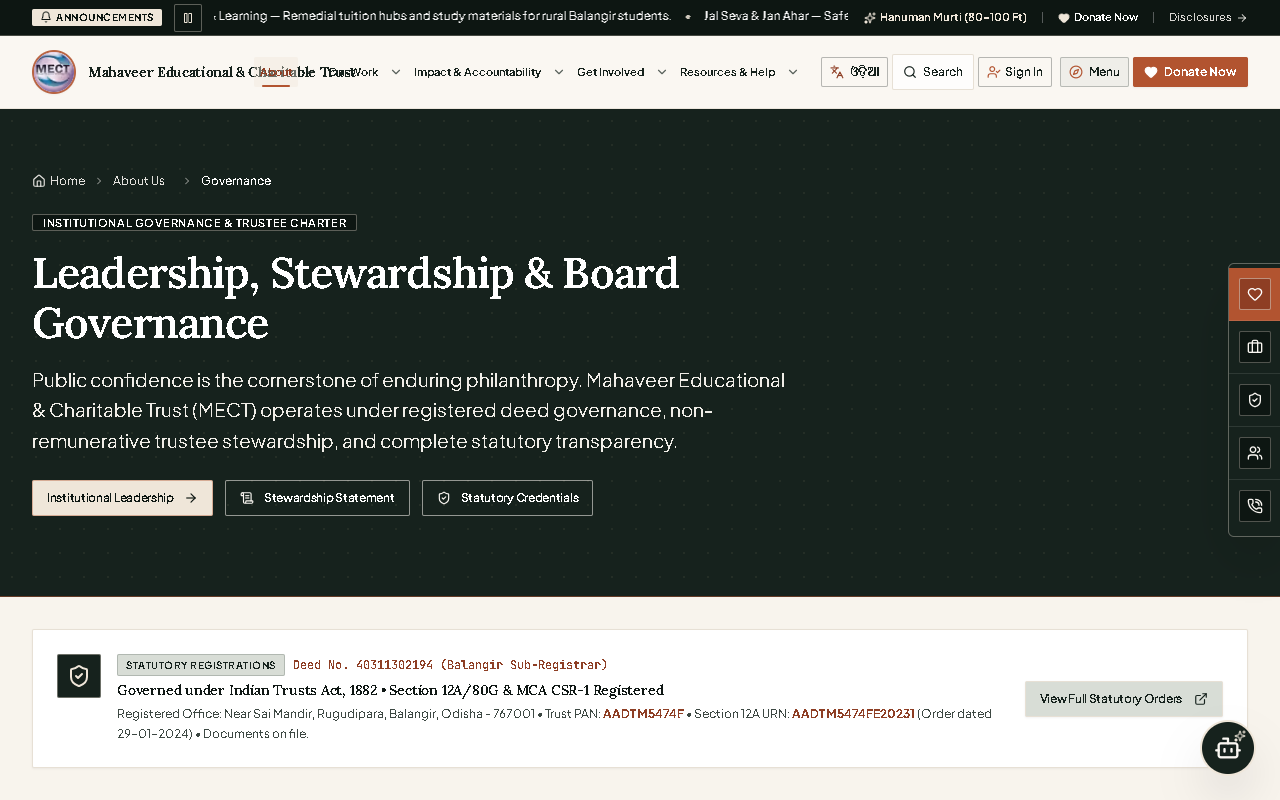 ANNOUNCEMENTS
Learning — Remedial tuition hubs and study materials for rural Balangir students. • Jal Seva & Jan Ahar — Safe
Hanuman Murti (80–100 Ft)
Donate Now
Disclosures
MECT
Mahaveer Educational & Charitable Trust
About
Our Work
Impact & Accountability
Get Involved
Resources & Help
Search
Sign In
Menu
Donate Now
Home
About Us
Governance
INSTITUTIONAL GOVERNANCE & TRUSTEE CHARTER
Leadership, Stewardship & Board
Governance
Public confidence is the cornerstone of enduring philanthropy. Mahaveer Educational
& Charitable Trust (MECT) operates under registered deed governance, non-
remunerative trustee stewardship, and complete statutory transparency.
Institutional Leadership
Stewardship Statement
Statutory Credentials
STATUTORY REGISTRATIONS
Deed No. 40311302194 (Balangir Sub-Registrar)
Governed under Indian Trusts Act, 1882 • Section 12A/80G & MCA CSR-1 Registered
Registered Office: Near Sai Mandir, Rugudipara, Balangir, Odisha - 767001 • Trust PAN: AADTM5474F • Section 12A URN: AADTM5474FE20231 (Order dated
29-01-2024) • Documents on file.
View Full Statutory Orders